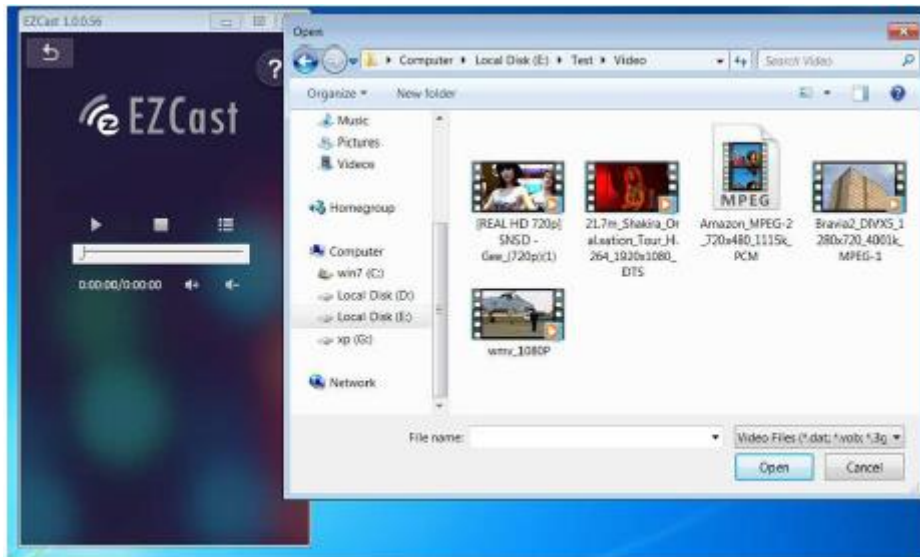 EZCast 1.0.0.56
?
EZCast
0:00:00/0:00:00
Open
Computer
Local Disk (E:)
Test
Video
Search Video
Organize
New folder
Music
Pictures
Videos
Homegroup
Computer
win7 (C:)
Local Disk (D:)
Local Disk (E:)
xp (G:)
Network
[REAL HD 720p]
SNSD -
Gee_(720p)(1)
21.7m_Shakira_Or
al.sation_Tour_H.
264_1920x1080_
DTS
MPEG
Amazon_MPEG-2
_720x480_1115k_
PCM
Bravia2_DIVX5_1
280x720_4001k_
MPEG-1
wmv_1080P
File name:
Video Files (*.dat; *.vob; *.3g
Open
Cancel